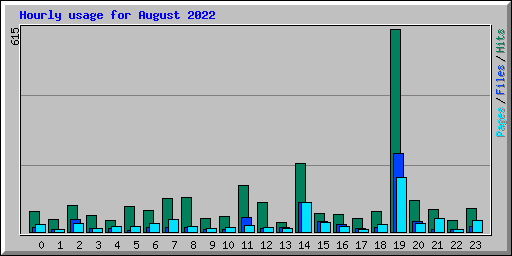 Hourly usage for August 2022
615
Pages/Files/Hits
0 1 2 3 4 5 6 7 8 9 10 11 12 13 14 15 16 17 18 19 20 21 22 23